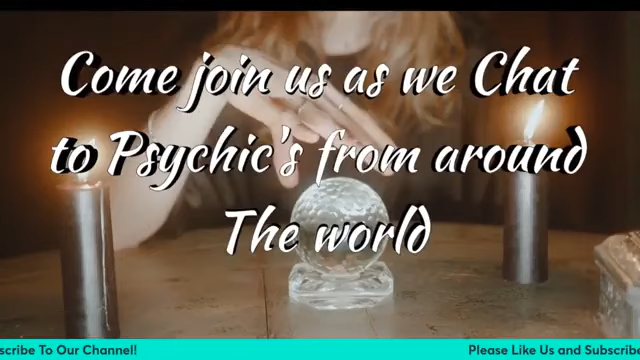 Come join us as we Chat
to Psychic's from around
The world
scribe To Our Channel!
Please Like Us and Subscribe